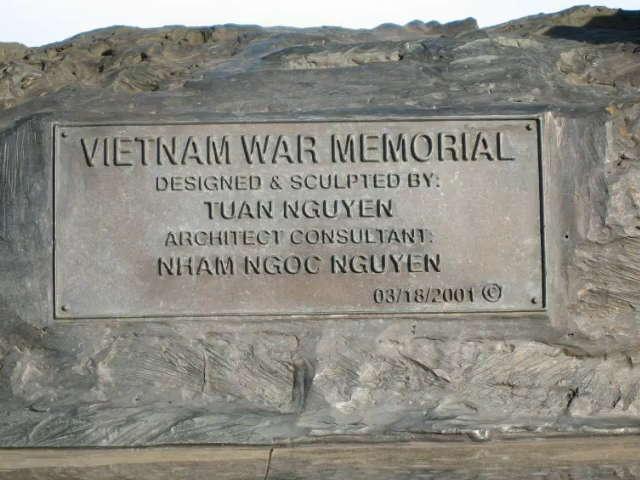 VIETNAM WAR MEMORIAL
DESIGNED & SCULPTED BY:
TUAN NGUYEN
ARCHITECT CONSULTANT:
NHAM NGOC NGUYEN
03/18/2001 ©